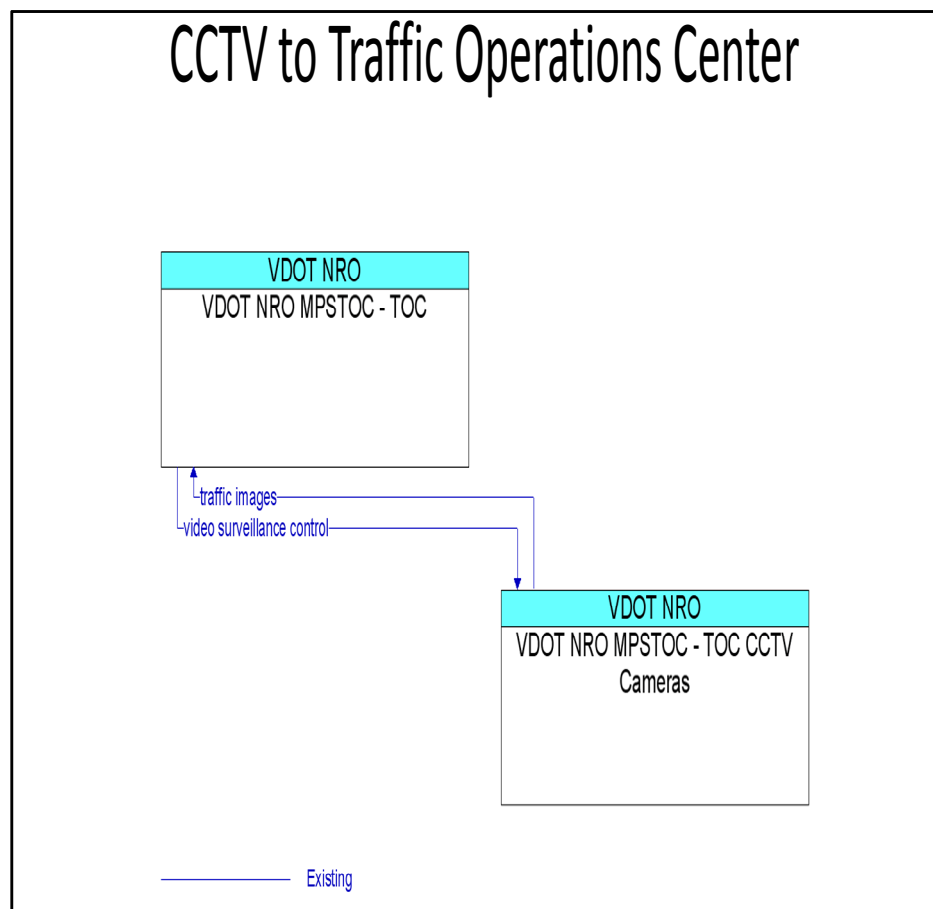 CCTV to Traffic Operations Center
VDOT NRO
VDOT NRO MPSTOC - TOC
traffic images
video surveillance control
VDOT NRO
VDOT NRO MPSTOC - TOC CCTV
Cameras
Existing